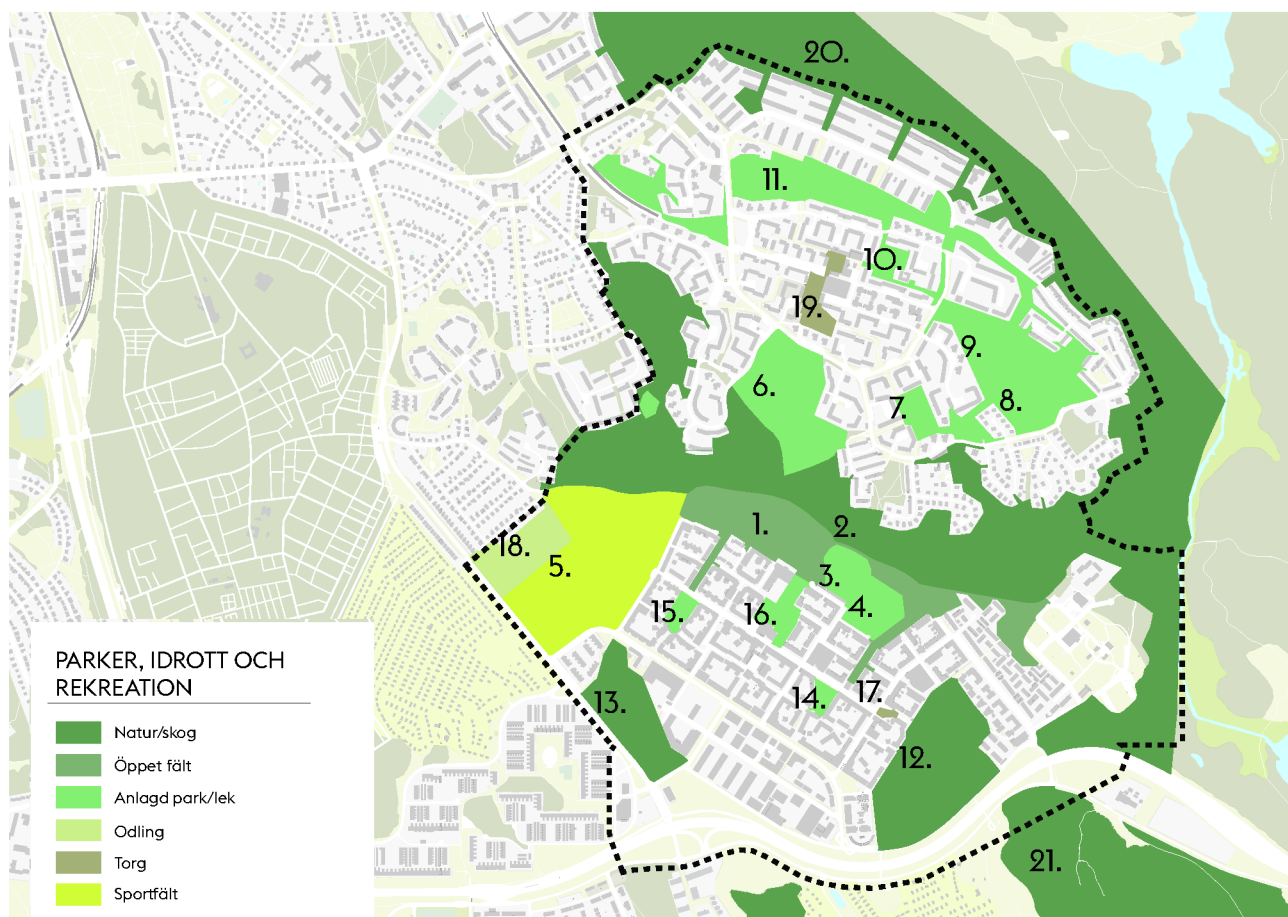 20.
11.
10.
19.
9.
6.
7.
8.
1.
2.
18.
5.
3.
4.
15.
16.
14.
17.
13.
12.
21.
PARKER, IDROTT OCH
REKREATION
Natur/skog
Öppet fält
Anlagd park/lek
Odling
Torg
Sportfält